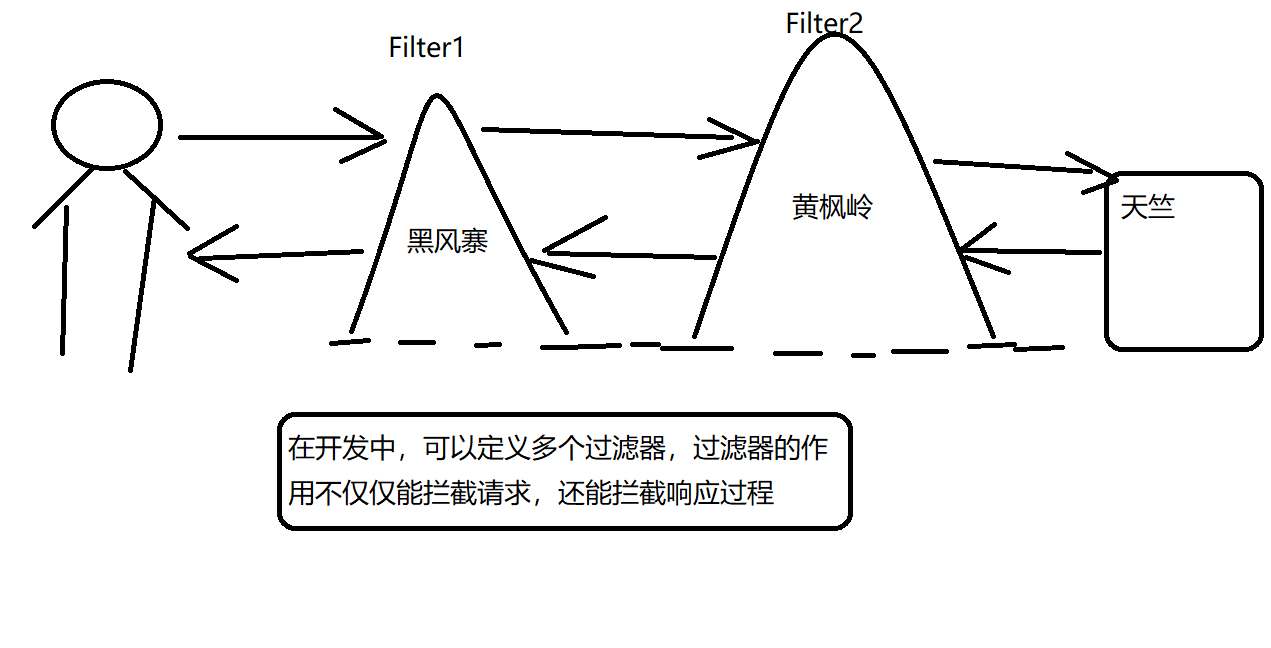 Filter2
Filter1
天竺
黄枫岭
黑风寨
在开发中，可以定义多个过滤器，过滤器的作
用不仅仅能拦截请求，还能拦截响应过程